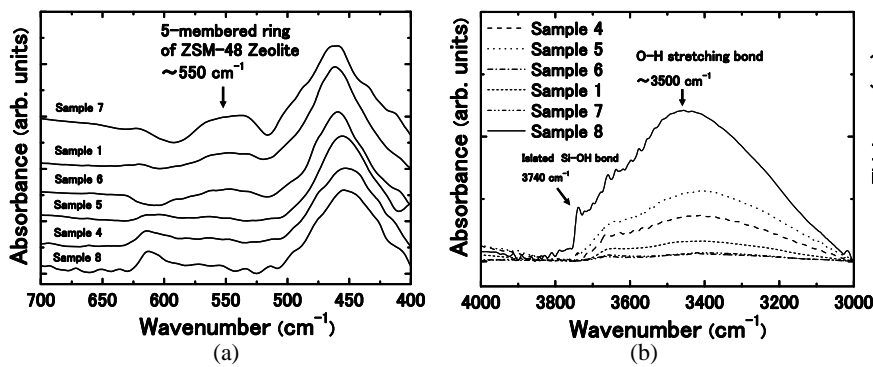 Absorbance (arb. units)
5-membered ring
of ZSM-48 Zeolite
~550 cm⁻¹
Sample 7
Sample 1
Sample 6
Sample 5
Sample 4
Sample 8
700 650 600 550 500 450 400
Wavenumber (cm⁻¹)
(a)
Absorbance (arb. units)
Sample 4
Sample 5
Sample 6
Sample 1
Sample 7
Sample 8
O-H stretching bond
~3500 cm⁻¹
Islated Si-OH bond
3740 cm⁻¹
4000 3800 3600 3400 3200 3000
Wavenumber (cm⁻¹)
(b)